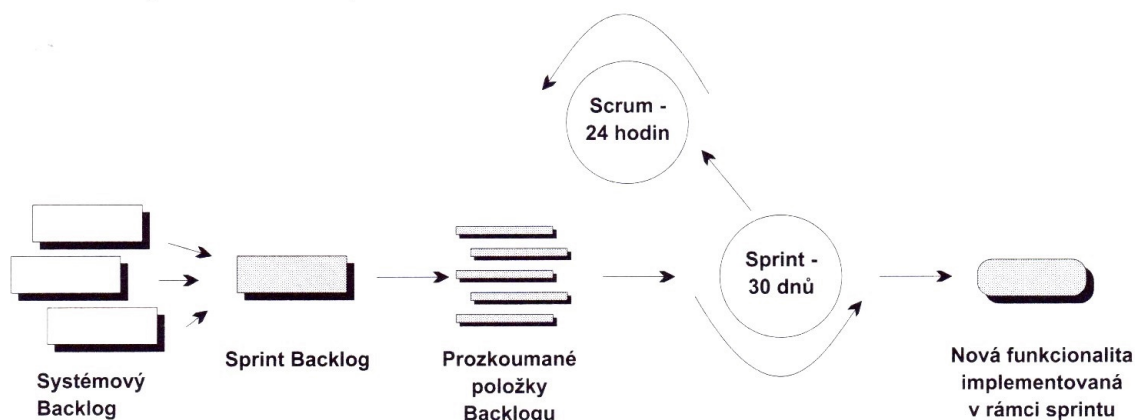 Scrum -
24 hodin
Sprint -
30 dnů
Systémový
Backlog
Sprint Backlog
Prozkoumané
položky
Backlogu
Nová funkcionalita
implementovaná
v rámci sprintu